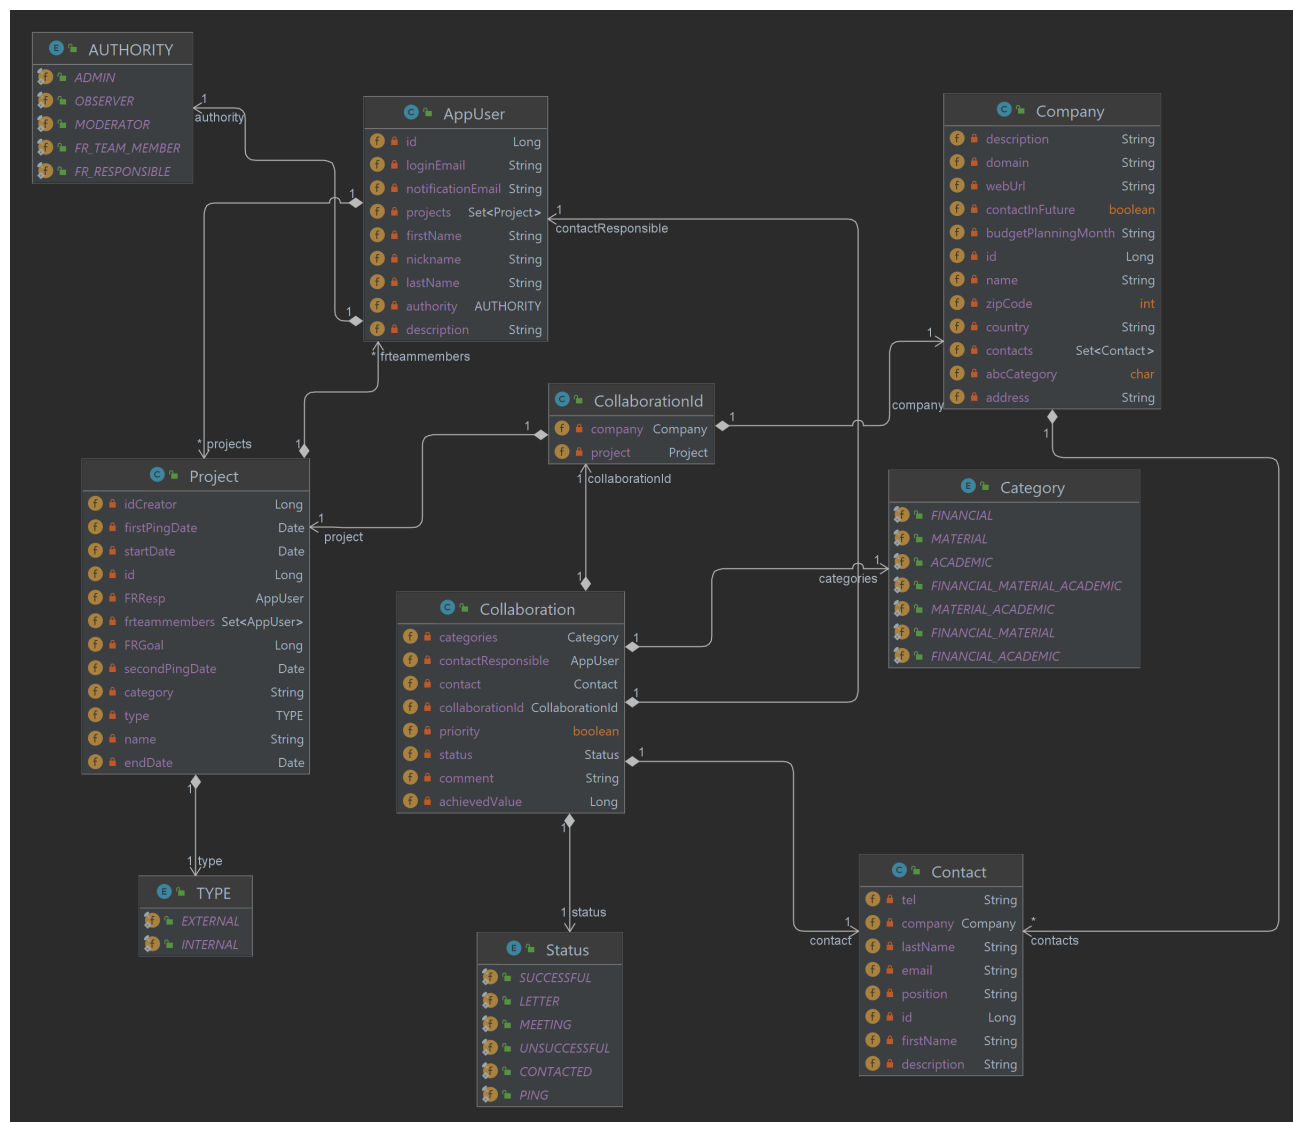 AUTHORITY
ADMIN
OBSERVER
MODERATOR
FR_TEAM_MEMBER
FR_RESPONSIBLE
1
authority
AppUser
id Long
loginEmail String
notificationEmail String
projects Set<Project>
firstName String
nickname String
lastName String
authority AUTHORITY
description String
1
1
1
contactResponsible
* frteammembers
Company
description String
domain String
webUrl String
contactInFuture boolean
budgetPlanningMonth String
id Long
name String
zipCode int
country String
contacts Set<Contact>
abcCategory char
address String
1
company
1
CollaborationId
company Company
project Project
1
1
1 collaborationId
1
* projects
1
project
Project
idCreator Long
firstPingDate Date
startDate Date
id Long
FRResp AppUser
frteammembers Set<AppUser>
FRGoal Long
secondPingDate Date
category String
type TYPE
name String
endDate Date
1
1 type
TYPE
EXTERNAL
INTERNAL
Category
FINANCIAL
MATERIAL
ACADEMIC
FINANCIAL_MATERIAL_ACADEMIC
MATERIAL_ACADEMIC
FINANCIAL_MATERIAL
FINANCIAL_ACADEMIC
1
categories
1
Collaboration
categories Category
contactResponsible AppUser
contact Contact
collaborationId CollaborationId
priority boolean
status Status
comment String
achievedValue Long
1
1
1
1
1 status
Status
SUCCESSFUL
LETTER
MEETING
UNSUCCESSFUL
CONTACTED
PING
1
contact
*
contacts
Contact
tel String
company Company
lastName String
email String
position String
id Long
firstName String
description String